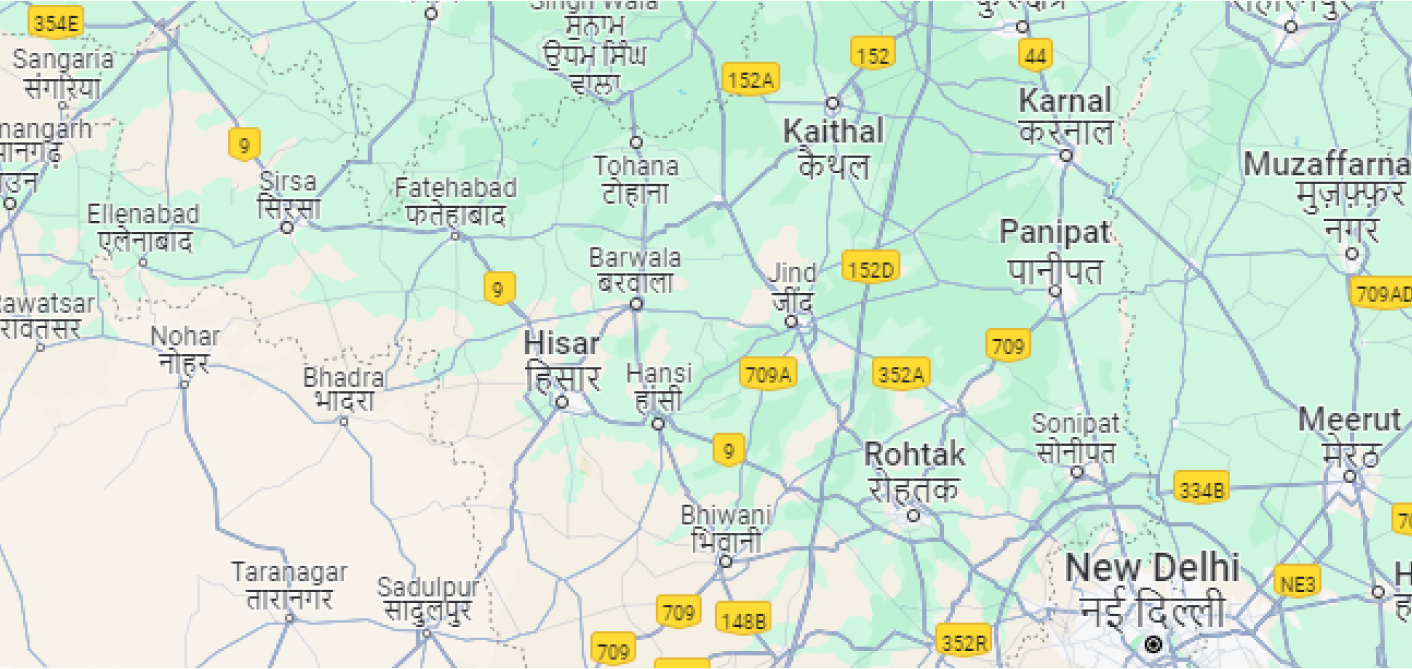 354E
Sangaria
संगरिया
9
Sirsa
सिरसा
Ellenabad
एलेनाबाद
Fatehabad
फतेहाबाद
ਸੁਨਾਮ
ਉਧਮ ਸਿੰਘ
ਵਾਲਾ
152A
152
44
Tohana
टोहाना
Kaithal
कैथल
Karnal
करनाल
Muzaffarna
मुज़फ़्फ़र
नगर
Barwala
बरवाला
9
Jind
जींद
152D
Panipat
पानीपत
709AD
Nohar
नोहर
Bhadra
भादरा
Hisar
हिसार
Hansi
हांसी
709A
352A
709
9
Rohtak
रोहतक
Sonipat
सोनीपत
Meerut
मेरठ
334B
Bhiwani
भिवानी
Taranagar
तारानगर
Sadulpur
सादुलपुर
709
148B
709
352R
New Delhi
नई दिल्ली
NE3